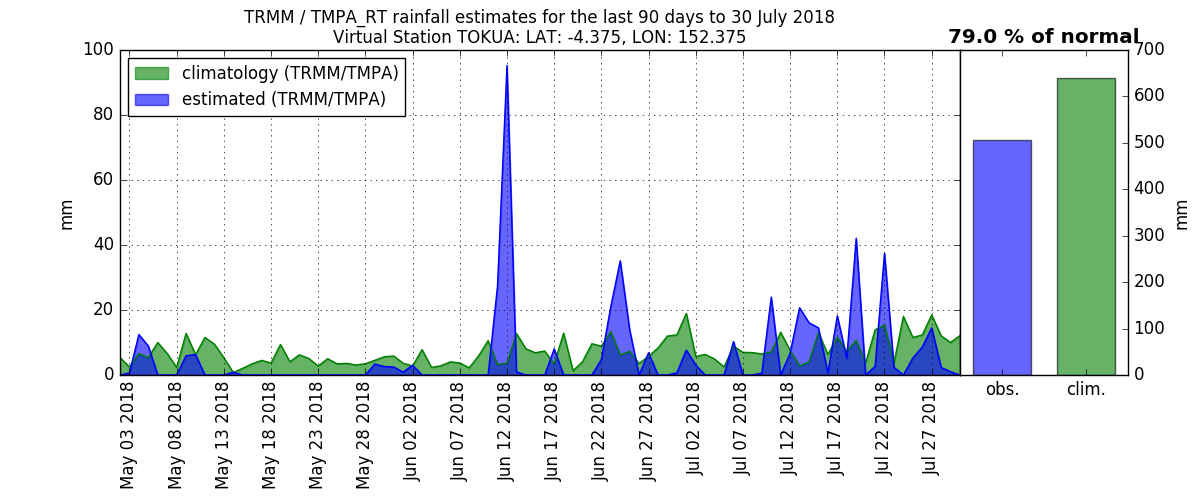 TRMM / TMPA_RT rainfall estimates for the last 90 days to 30 July 2018
Virtual Station TOKUA: LAT: -4.375, LON: 152.375
79.0 % of normal
climatology (TRMM/TMPA)
estimated (TRMM/TMPA)
100
80
60
40
20
0
mm
May 03 2018
May 08 2018
May 13 2018
May 18 2018
May 23 2018
May 28 2018
Jun 02 2018
Jun 07 2018
Jun 12 2018
Jun 17 2018
Jun 22 2018
Jun 27 2018
Jul 02 2018
Jul 07 2018
Jul 12 2018
Jul 17 2018
Jul 22 2018
Jul 27 2018
obs.
clim.
700
600
500
400
300
200
100
0
mm